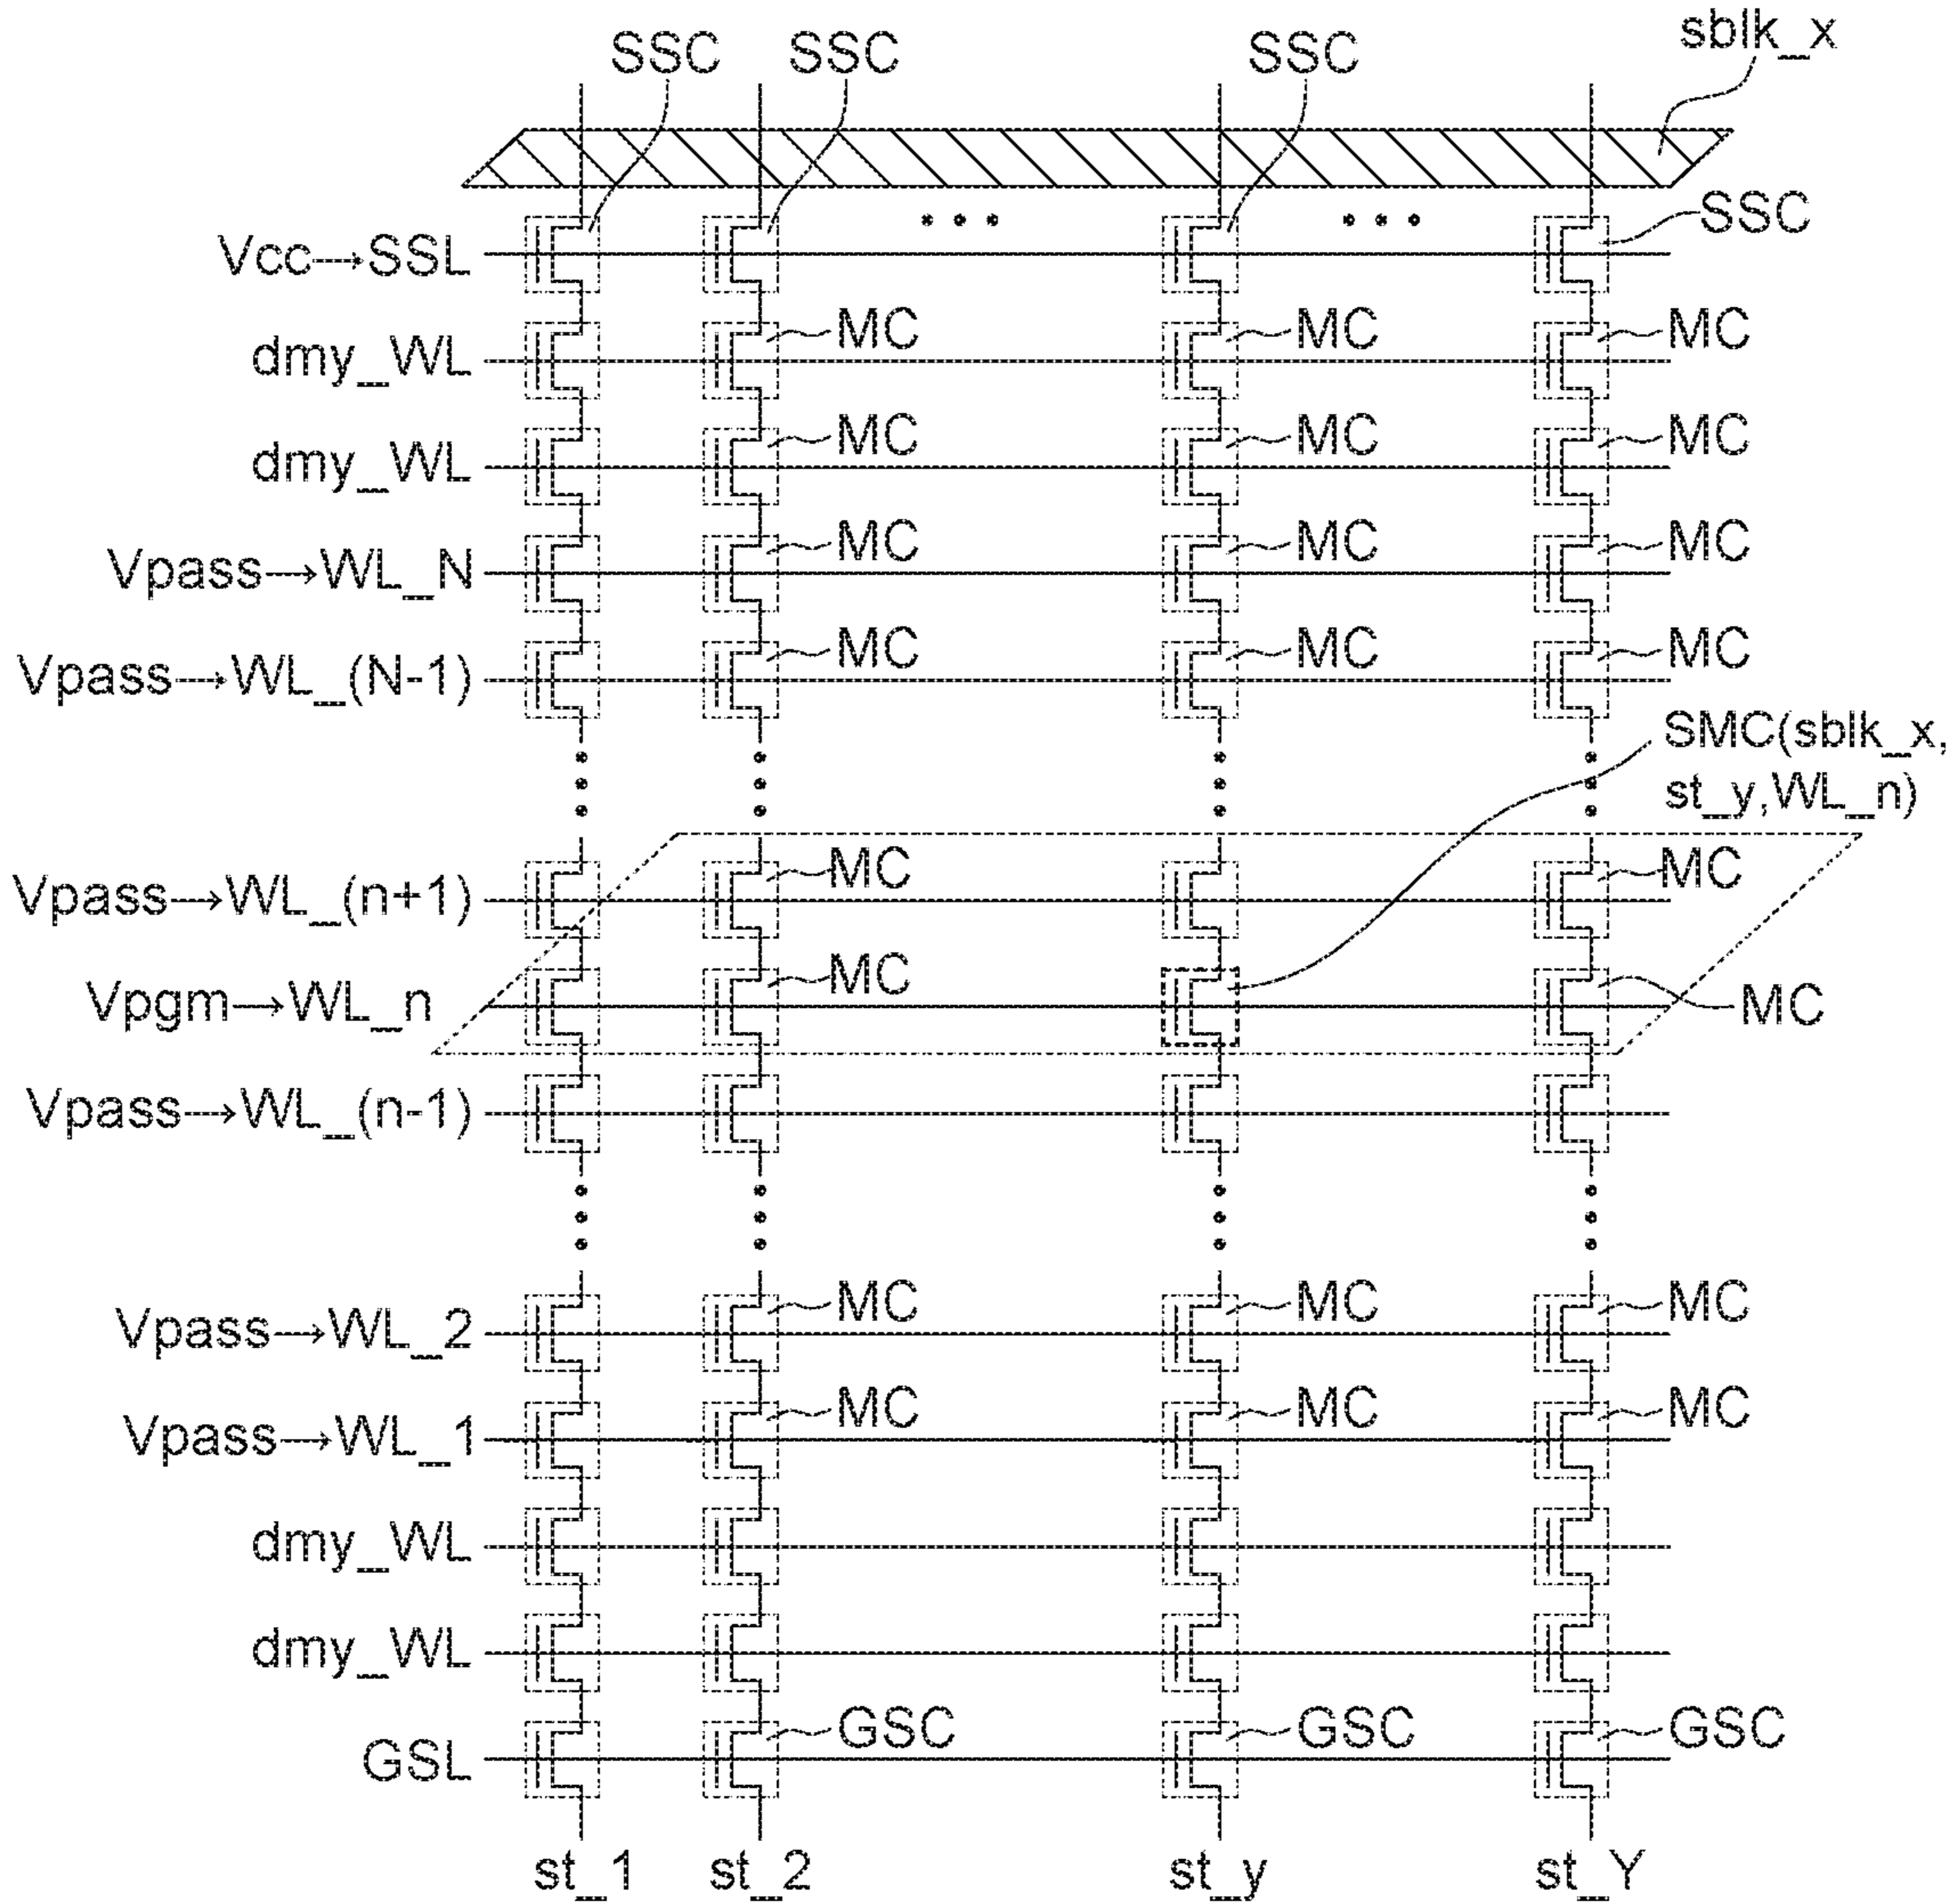 sblk_x
SSC SSC SSC
SSC
Vcc→SSL
MC MC MC
dmy_WL
MC MC MC
dmy_WL
MC MC MC
Vpass→WL_N
MC MC MC
Vpass→WL_(N-1)
SMC(sblk_x,
st_y,WL_n)
MC MC
Vpass→WL_(n+1)
MC
Vpgm→WL_n MC
Vpass→WL_(n-1)
MC MC MC
Vpass→WL_2
MC MC MC
Vpass→WL_1
dmy_WL
dmy_WL
GSC GSC GSC
GSL
st_1 st_2 st_y st_Y